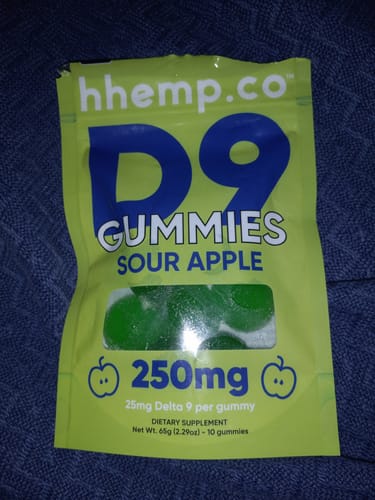 hhemp.co™
D9
GUMMIES
SOUR APPLE
250mg
25mg Delta 9 per gummy
DIETARY SUPPLEMENT
Net Wt. 65g (2.29oz) - 10 gummies